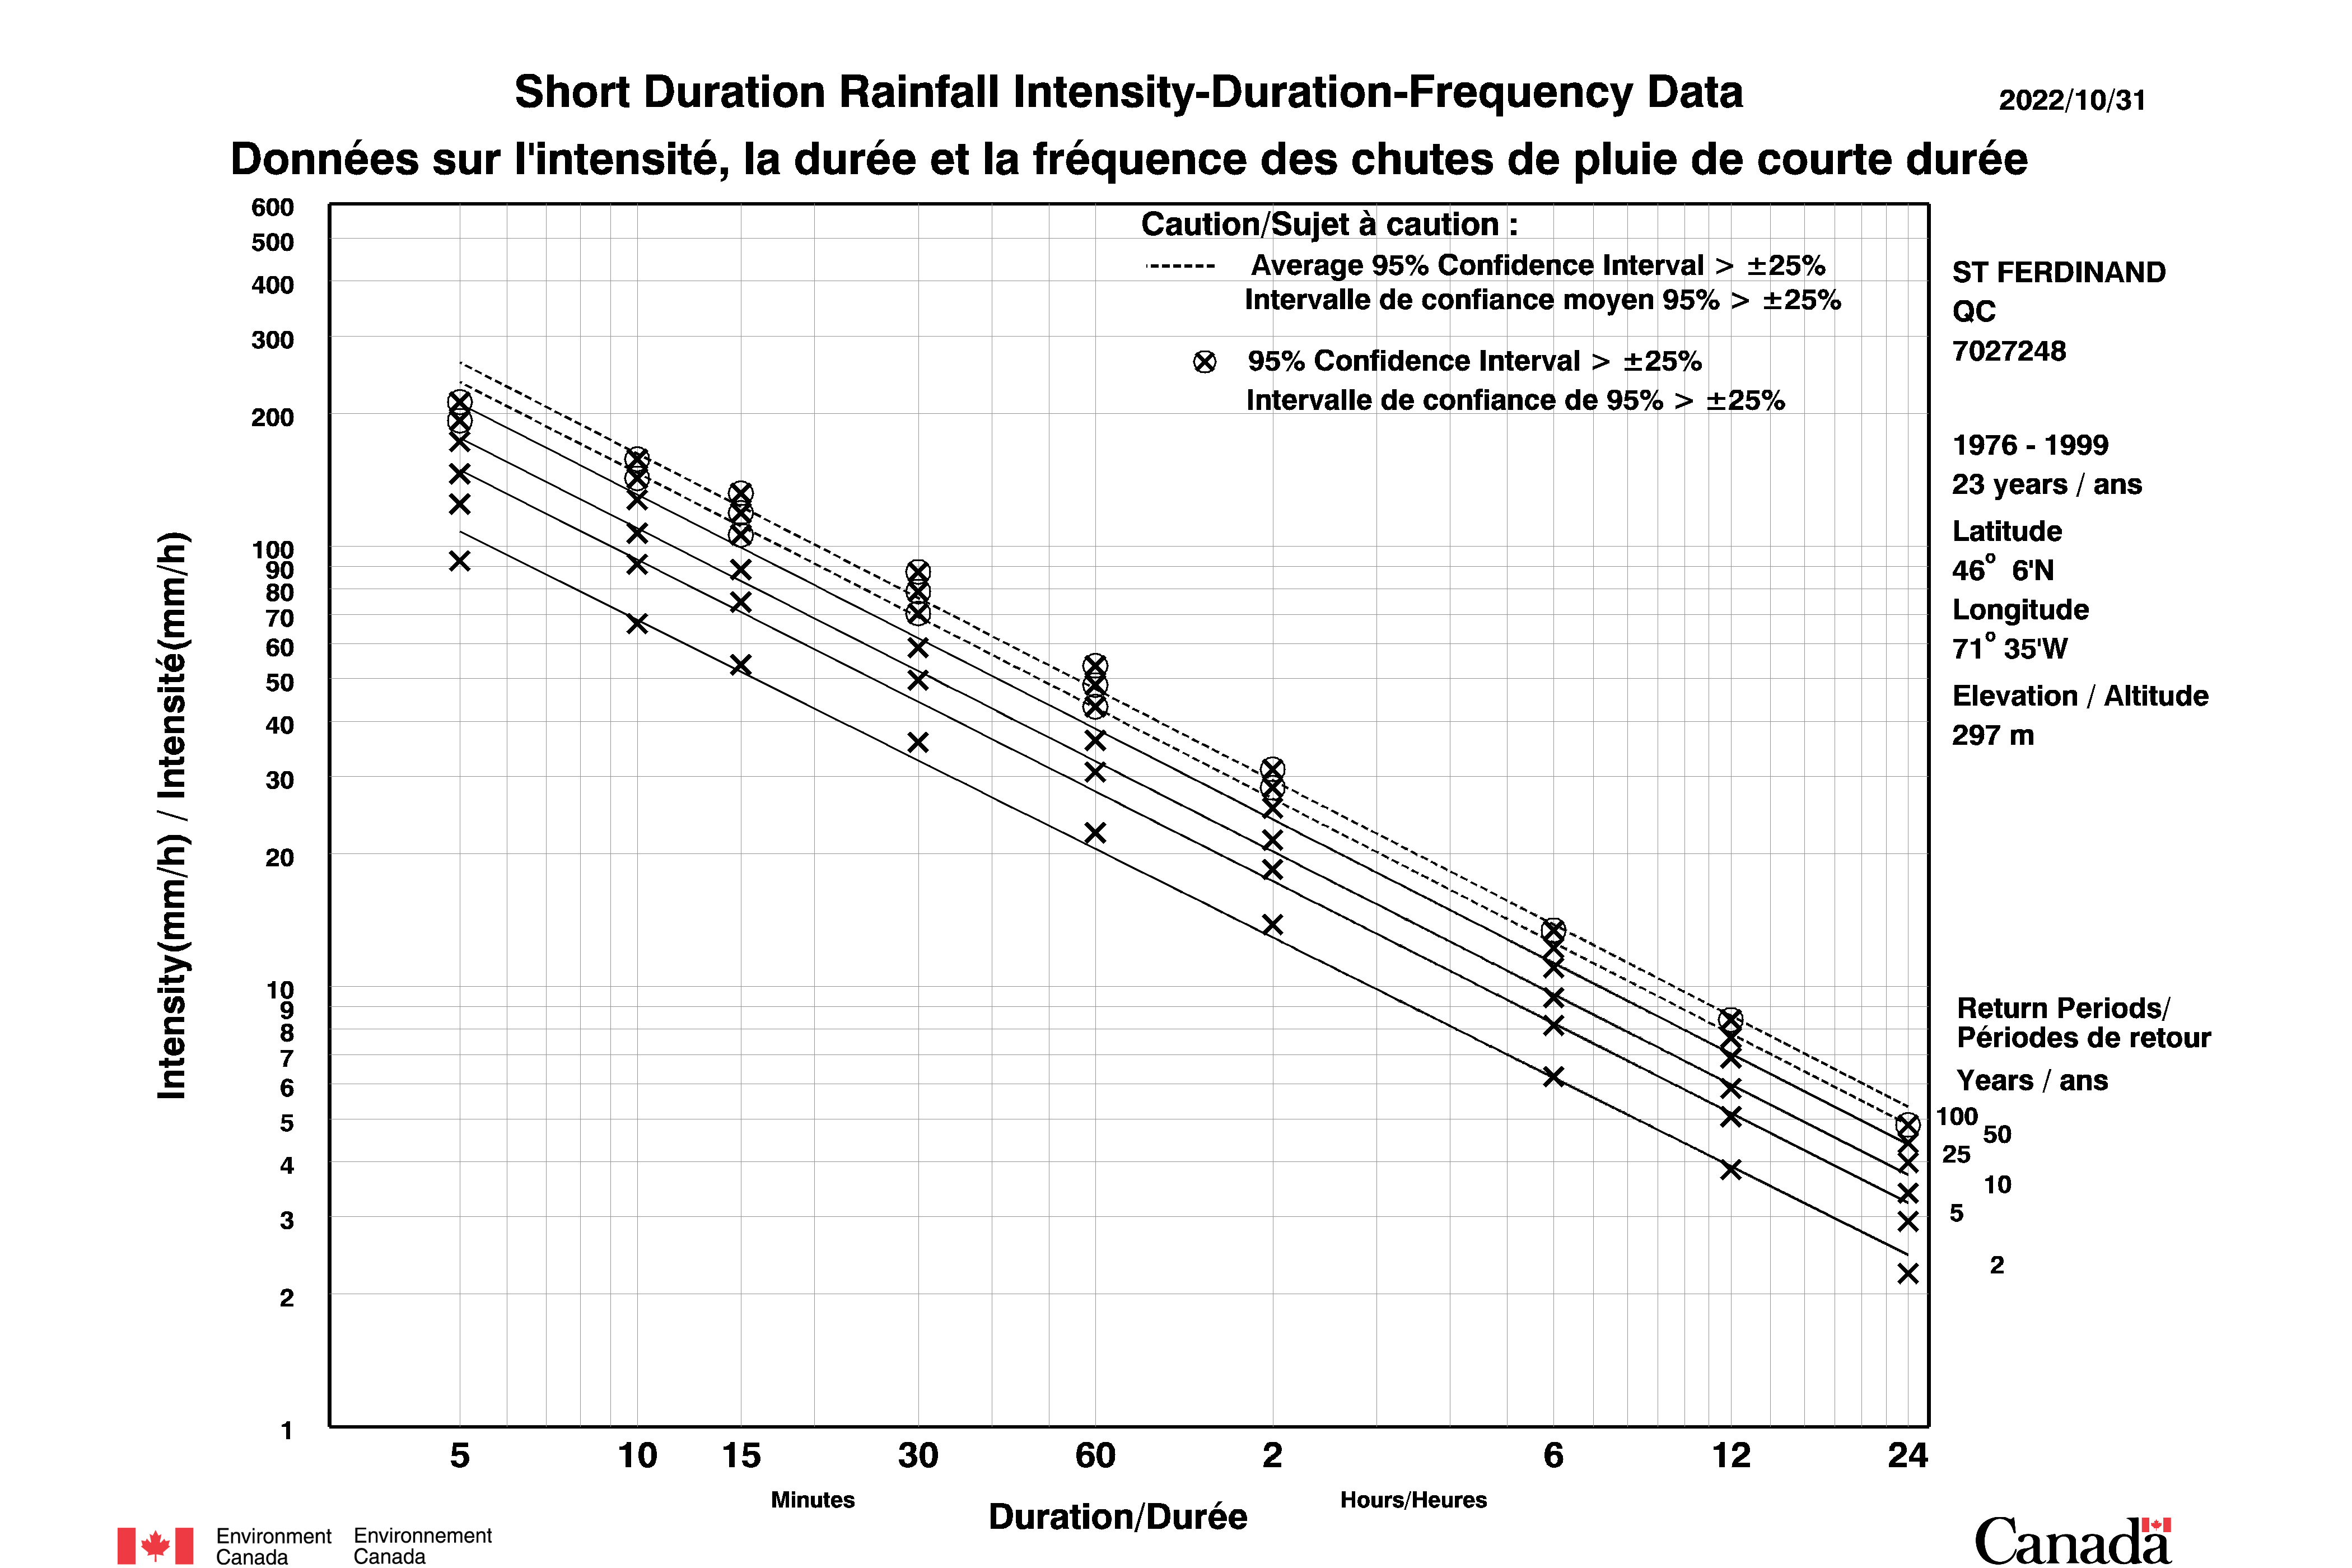 Short Duration Rainfall Intensity-Duration-Frequency Data
2022/10/31
Données sur l'intensité, la durée et la fréquence des chutes de pluie de courte durée
Caution/Sujet à caution :
Average 95% Confidence Interval > ±25%
Intervalle de confiance moyen 95% > ±25%
95% Confidence Interval > ±25%
Intervalle de confiance de 95% > ±25%
ST FERDINAND
QC
7027248
1976 - 1999
23 years / ans
Latitude
46° 6'N
Longitude
71° 35'W
Elevation / Altitude
297 m
Return Periods/
Périodes de retour
Years / ans
100
50
25
10
5
2
Intensity(mm/h) / Intensité(mm/h)
600
500
400
300
200
100
90
80
70
60
50
40
30
20
10
9
8
7
6
5
4
3
2
1
5 10 15 30 60 2 6 12 24
Minutes
Hours/Heures
Duration/Durée
Environment Environnement
Canada Canada
Canada